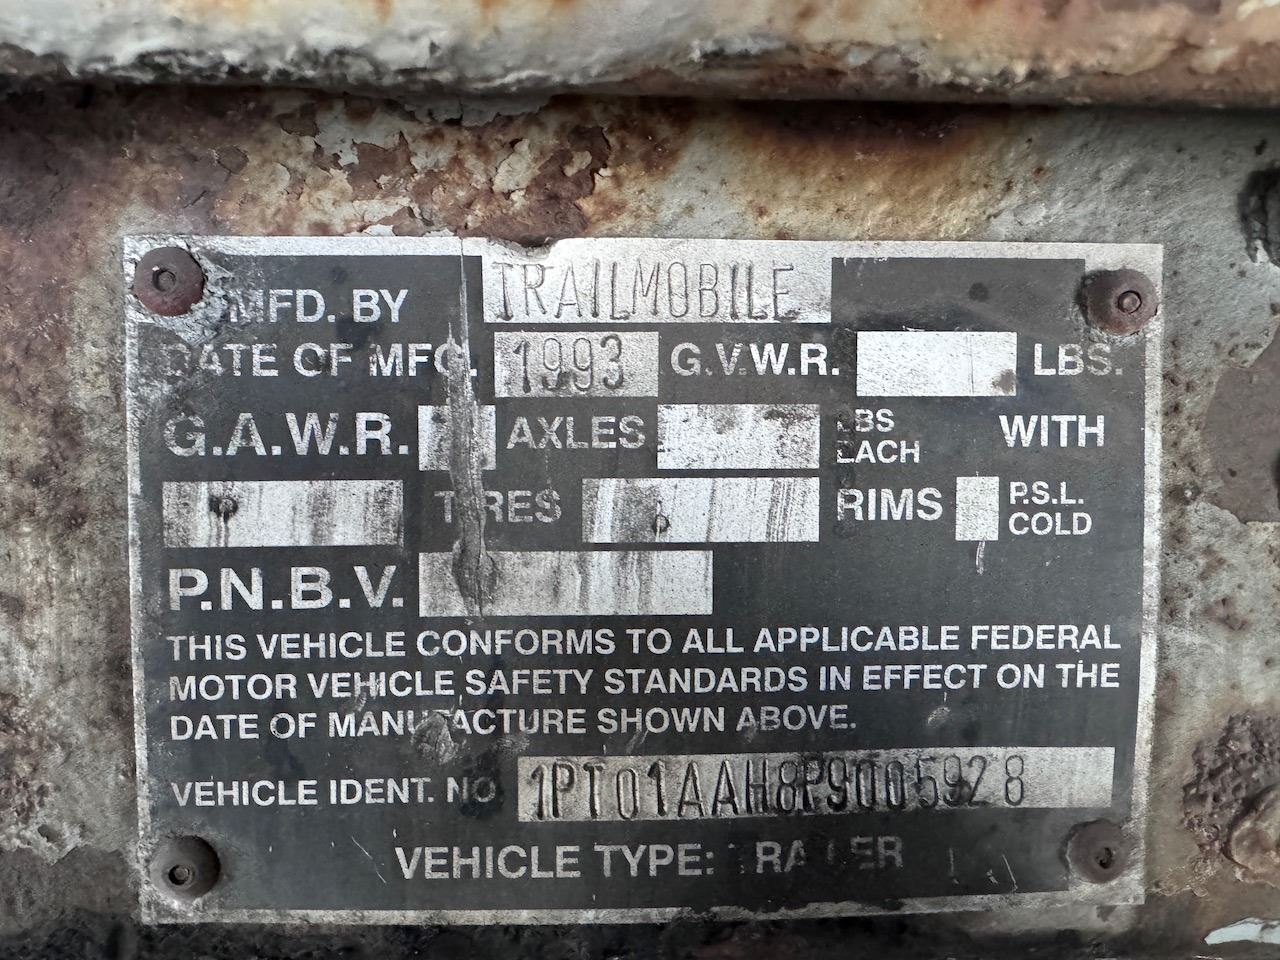 MFD. BY TRAILMOBILE
DATE OF MFG. 1993 G.V.W.R. LBS.
G.A.W.R. AXLES LBS EACH WITH
TIRES RIMS P.S.I. COLD
P.N.B.V.
THIS VEHICLE CONFORMS TO ALL APPLICABLE FEDERAL
MOTOR VEHICLE SAFETY STANDARDS IN EFFECT ON THE
DATE OF MANUFACTURE SHOWN ABOVE.
VEHICLE IDENT. NO 1PT01AAH8P9005928
VEHICLE TYPE: TRAILER